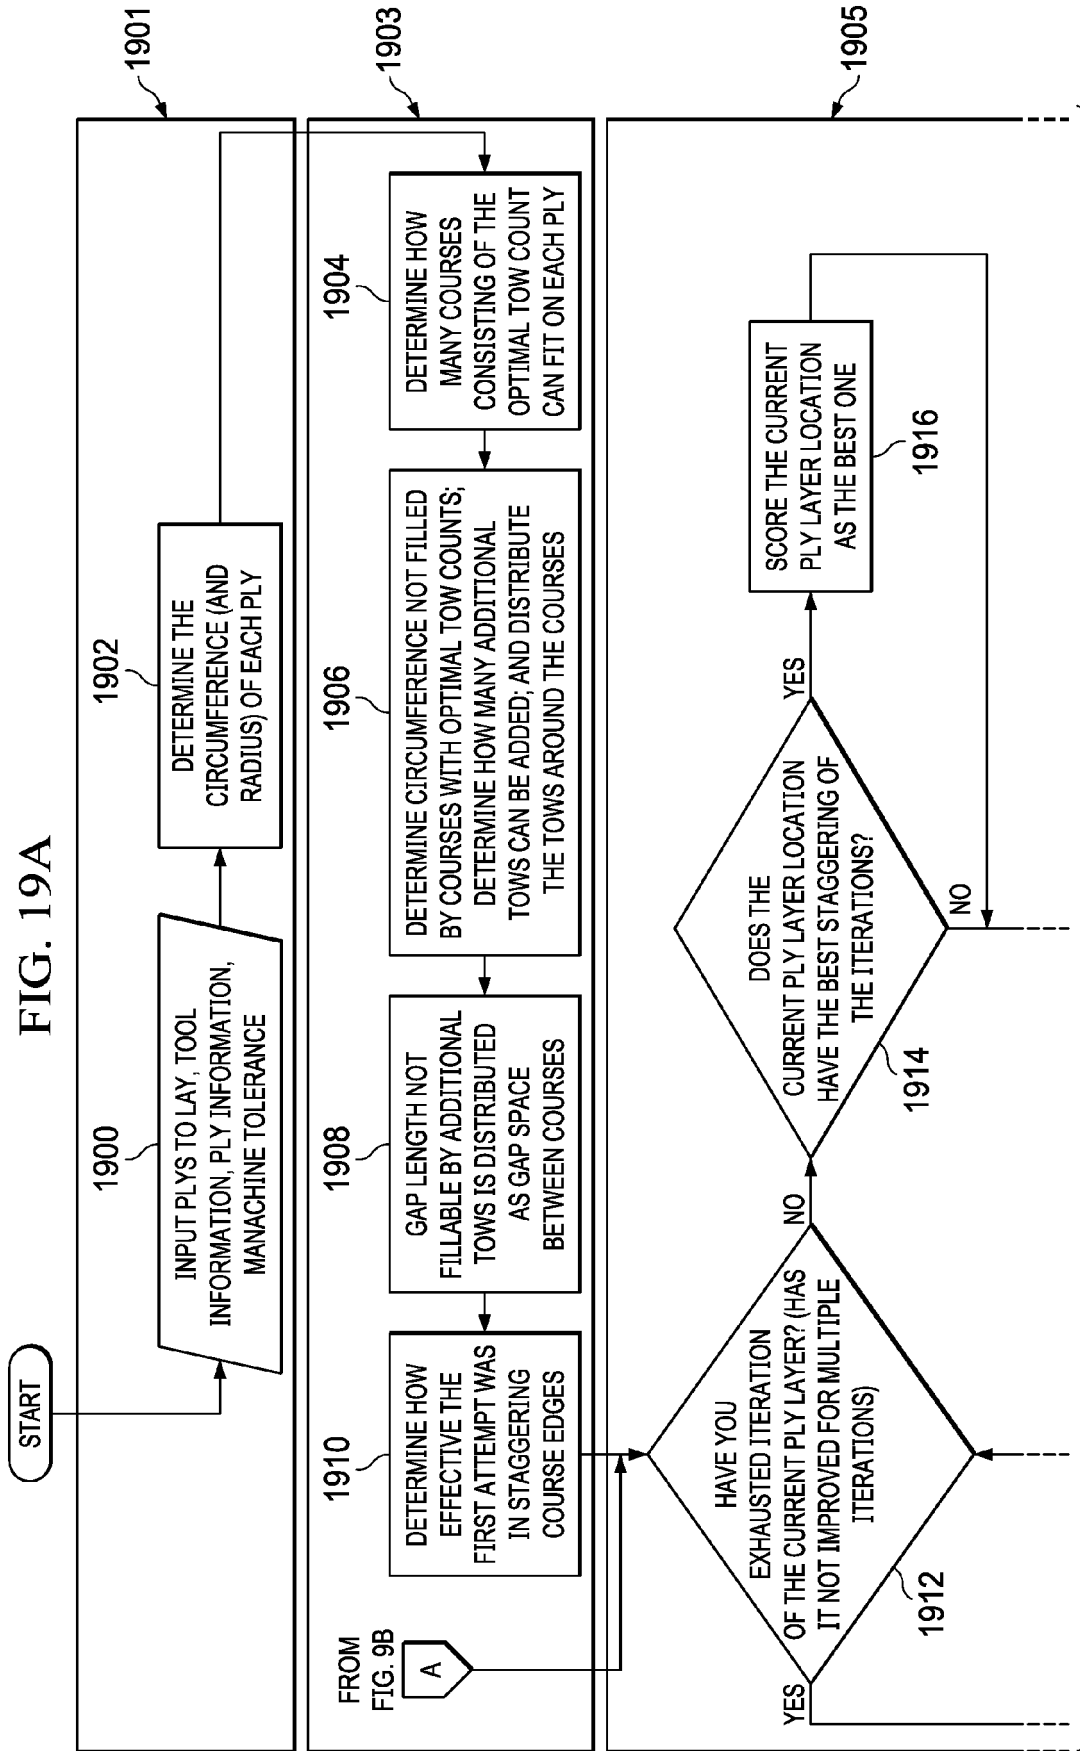 FIG. 19A
START
1900
INPUT PLYS TO LAY, TOOL
INFORMATION, PLY INFORMATION,
MANACHINE TOLERANCE
1902
DETERMINE THE
CIRCUMFERENCE (AND
RADIUS) OF EACH PLY
1901
1903
1904
DETERMINE HOW
MANY COURSES
CONSISTING OF THE
OPTIMAL TOW COUNT
CAN FIT ON EACH PLY
1906
DETERMINE CIRCUMFERENCE NOT FILLED
BY COURSES WITH OPTIMAL TOW COUNTS;
DETERMINE HOW MANY ADDITIONAL
TOWS CAN BE ADDED; AND DISTRIBUTE
THE TOWS AROUND THE COURSES
1908
GAP LENGTH NOT
FILLABLE BY ADDITIONAL
TOWS IS DISTRIBUTED
AS GAP SPACE
BETWEEN COURSES
1910
DETERMINE HOW
EFFECTIVE THE
FIRST ATTEMPT WAS
IN STAGGERING
COURSE EDGES
FROM
FIG. 9B
A
1905
HAVE YOU
EXHAUSTED ITERATION
OF THE CURRENT PLY LAYER? (HAS
IT NOT IMPROVED FOR MULTIPLE
ITERATIONS)
1912
YES
NO
DOES THE
CURRENT PLY LAYER LOCATION
HAVE THE BEST STAGGERING OF
THE ITERATIONS?
1914
YES
NO
SCORE THE CURRENT
PLY LAYER LOCATION
AS THE BEST ONE
1916